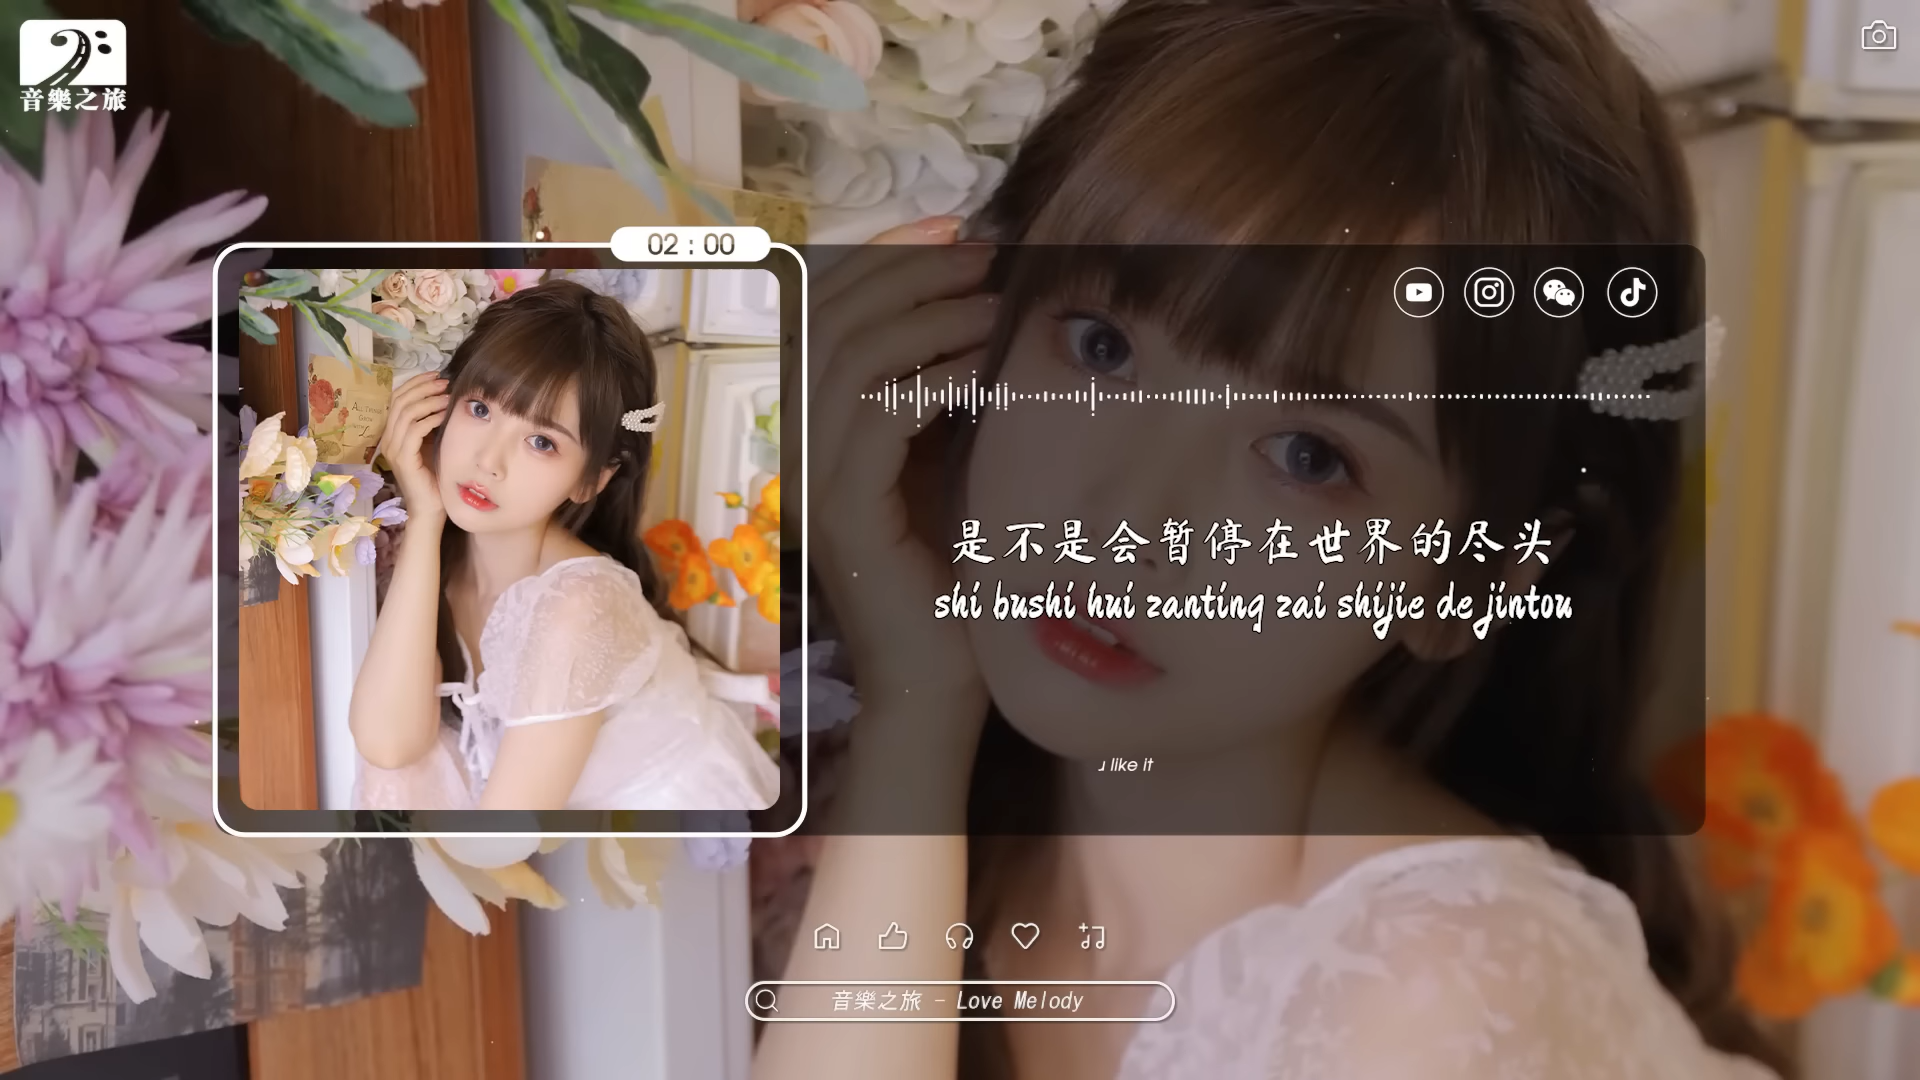 音樂之旅
02 : 00
是不是会暂停在世界的尽头
shi bushi hui zanting zai shijie de jintou
like it
音樂之旅 - Love Melody